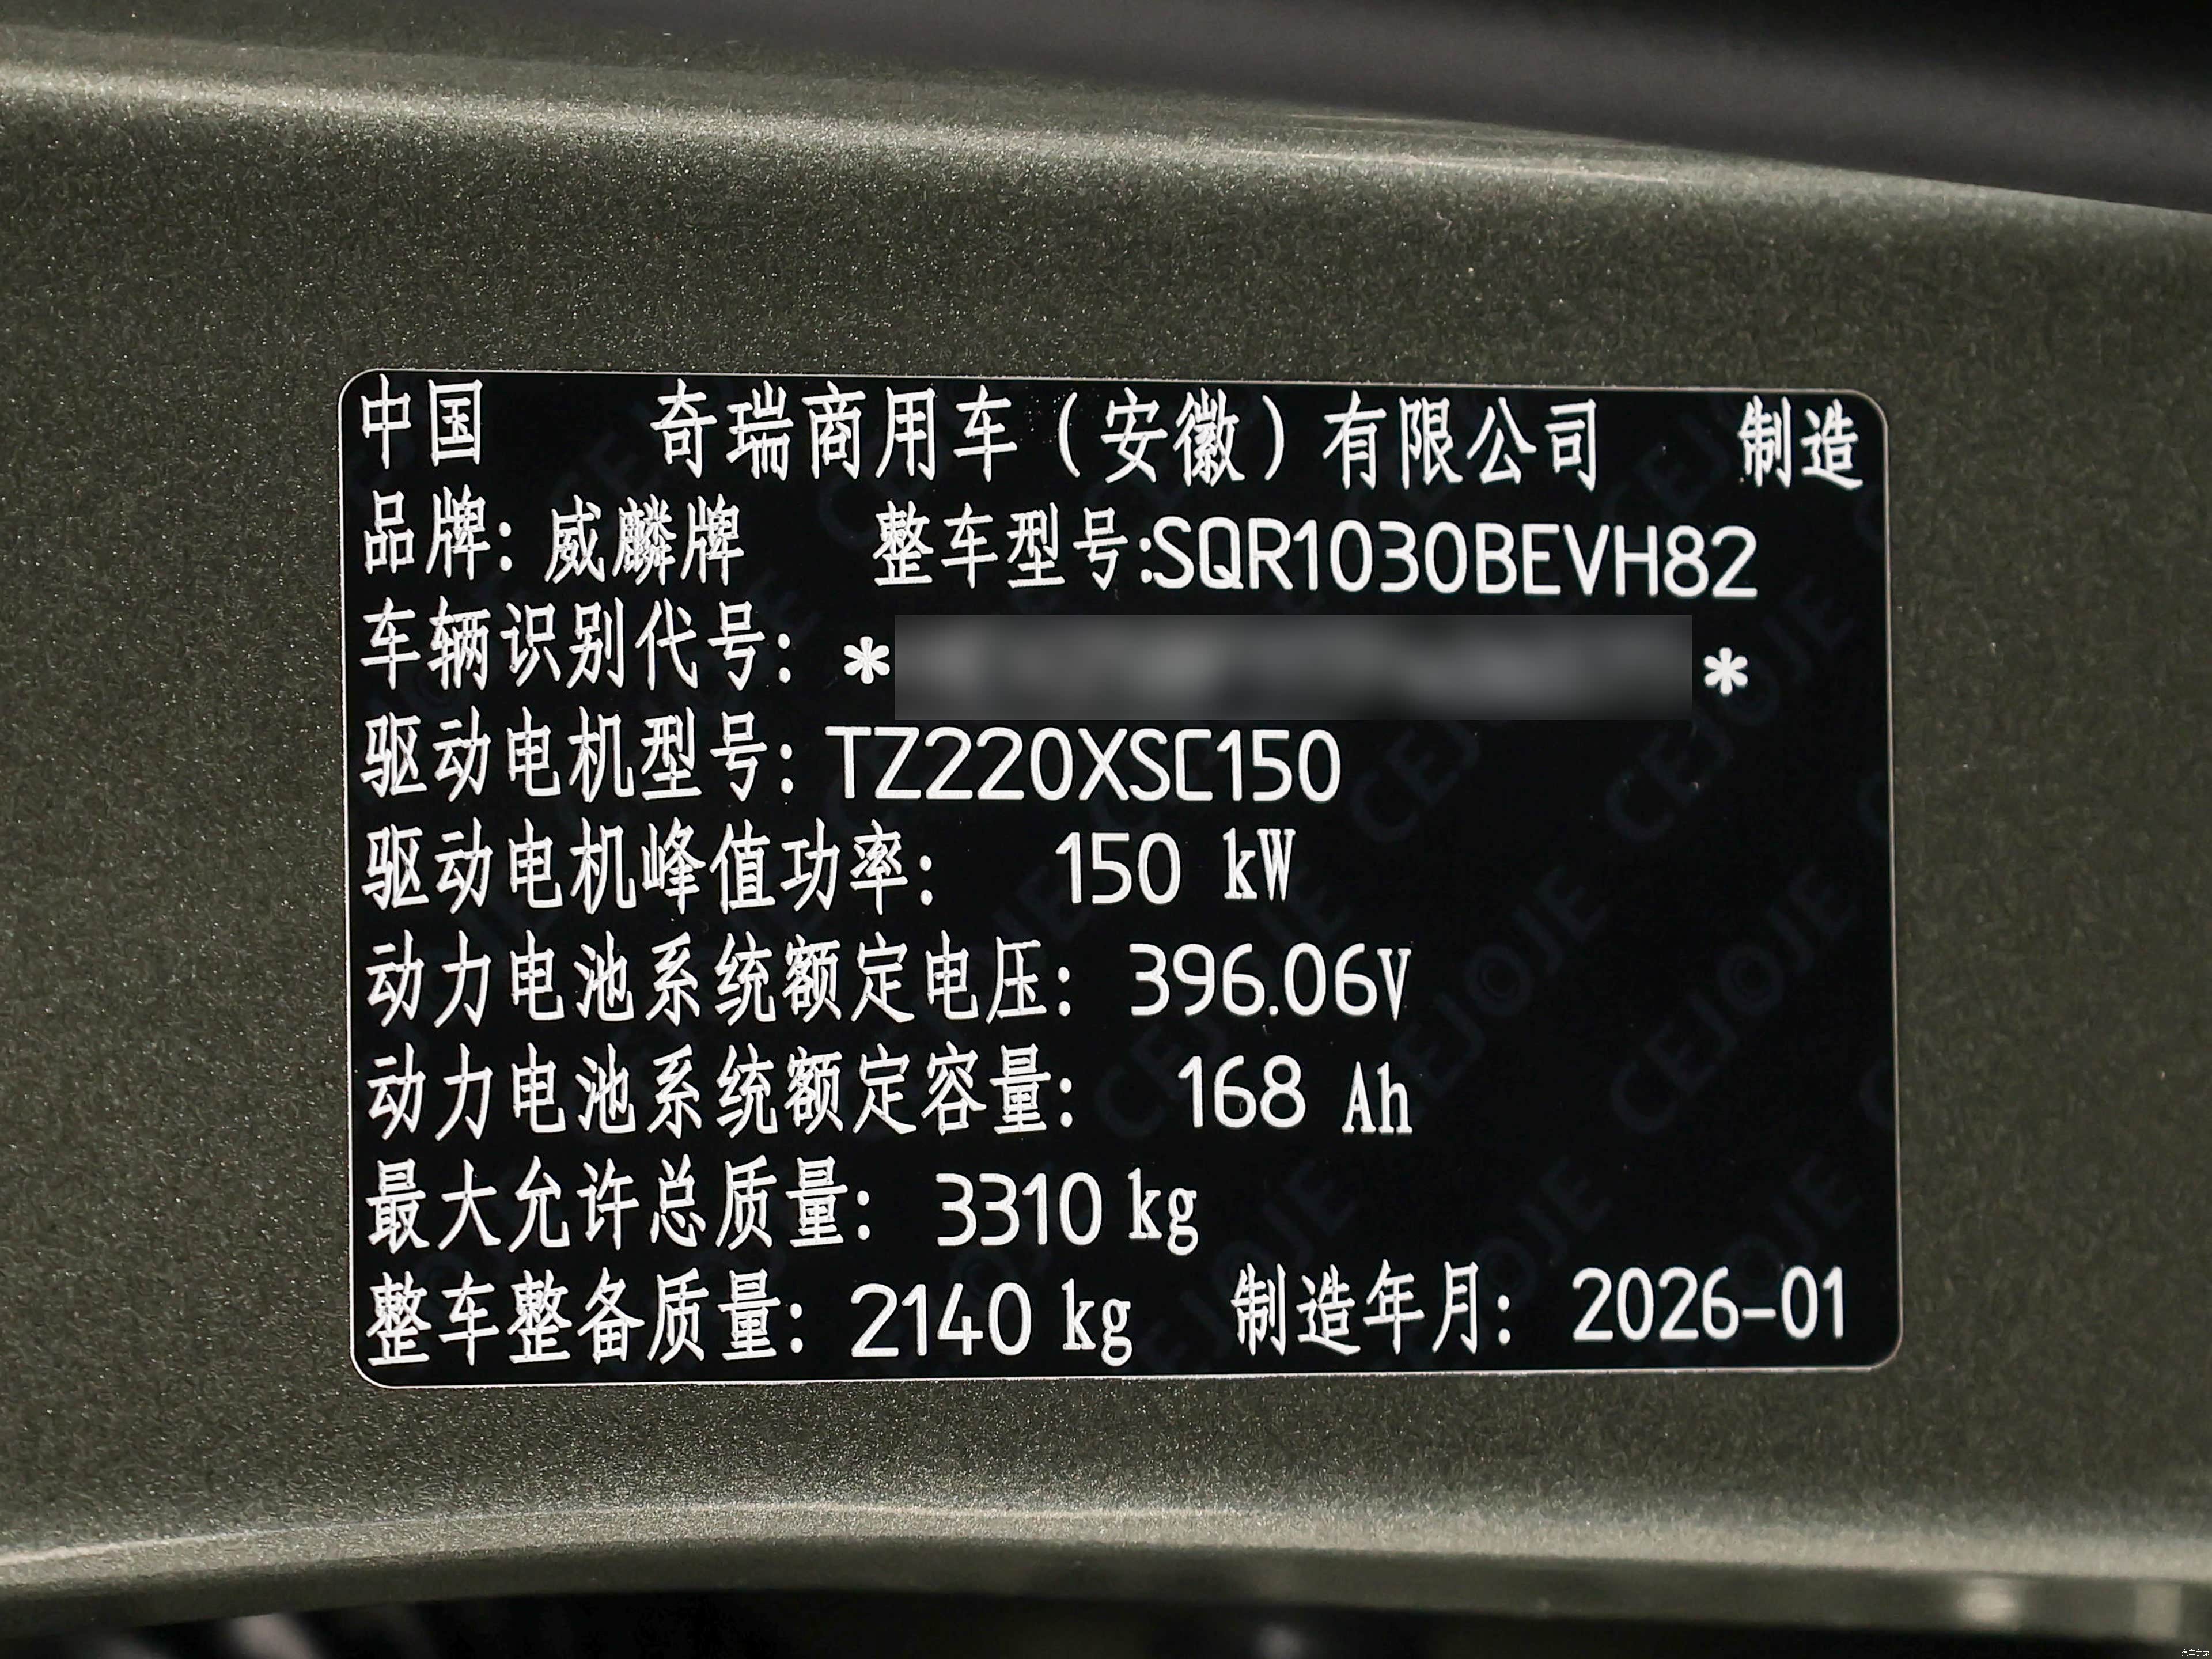 中国 奇瑞商用车（安徽）有限公司 制造
品牌：威麟牌 整车型号:SQR1030BEVH82
车辆识别代号： * *
驱动电机型号：TZ220XSC150
驱动电机峰值功率： 150 kW
动力电池系统额定电压： 396.06V
动力电池系统额定容量： 168 Ah
最大允许总质量： 3310 kg
整车整备质量：2140 kg 制造年月： 2026-01
汽车之家